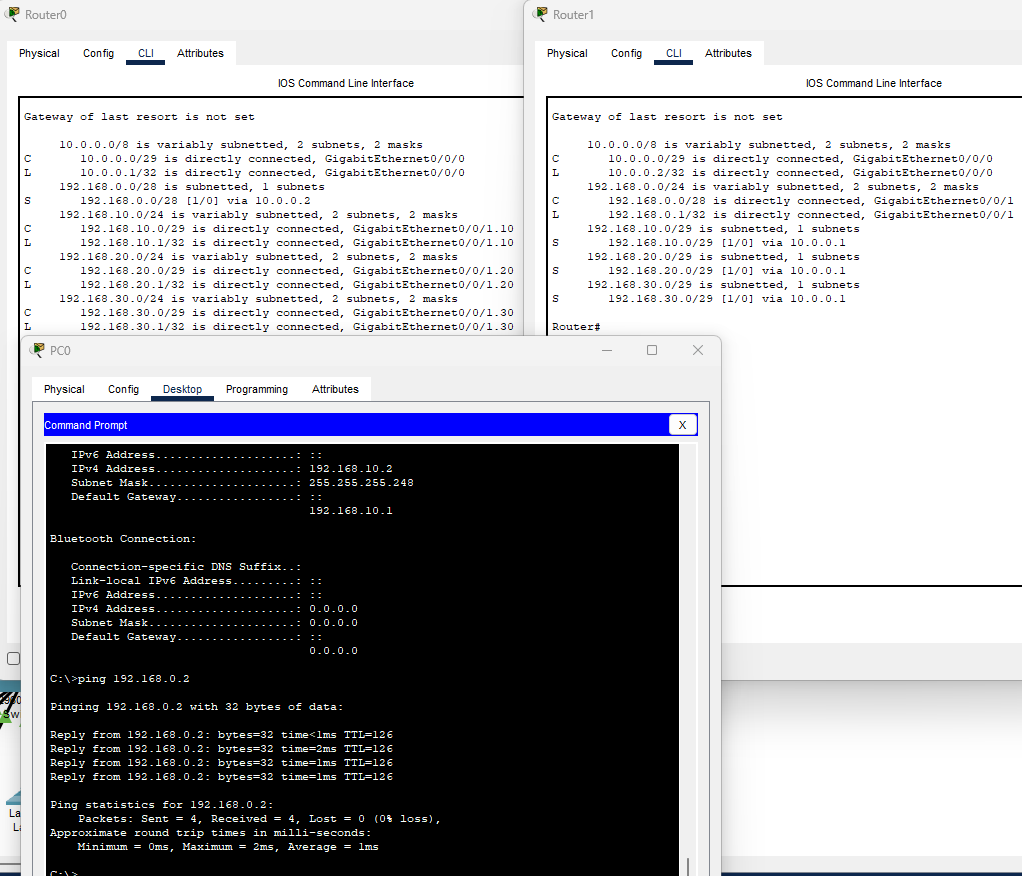 Router0
Physical Config CLI Attributes
IOS Command Line Interface
Gateway of last resort is not set
10.0.0.0/8 is variably subnetted, 2 subnets, 2 masks
C 10.0.0.0/29 is directly connected, GigabitEthernet0/0/0
L 10.0.0.1/32 is directly connected, GigabitEthernet0/0/0
192.168.0.0/28 is subnetted, 1 subnets
S 192.168.0.0/28 [1/0] via 10.0.0.2
192.168.10.0/24 is variably subnetted, 2 subnets, 2 masks
C 192.168.10.0/29 is directly connected, GigabitEthernet0/0/1.10
L 192.168.10.1/32 is directly connected, GigabitEthernet0/0/1.10
192.168.20.0/24 is variably subnetted, 2 subnets, 2 masks
C 192.168.20.0/29 is directly connected, GigabitEthernet0/0/1.20
L 192.168.20.1/32 is directly connected, GigabitEthernet0/0/1.20
192.168.30.0/24 is variably subnetted, 2 subnets, 2 masks
C 192.168.30.0/29 is directly connected, GigabitEthernet0/0/1.30
L 192.168.30.1/32 is directly connected, GigabitEthernet0/0/1.30
Router1
Physical Config CLI Attributes
IOS Command Line Interface
Gateway of last resort is not set
10.0.0.0/8 is variably subnetted, 2 subnets, 2 masks
C 10.0.0.0/29 is directly connected, GigabitEthernet0/0/0
L 10.0.0.2/32 is directly connected, GigabitEthernet0/0/0
192.168.0.0/24 is variably subnetted, 2 subnets, 2 masks
C 192.168.0.0/28 is directly connected, GigabitEthernet0/0/1
L 192.168.0.1/32 is directly connected, GigabitEthernet0/0/1
192.168.10.0/29 is subnetted, 1 subnets
S 192.168.10.0/29 [1/0] via 10.0.0.1
192.168.20.0/29 is subnetted, 1 subnets
S 192.168.20.0/29 [1/0] via 10.0.0.1
192.168.30.0/29 is subnetted, 1 subnets
S 192.168.30.0/29 [1/0] via 10.0.0.1
Router#
PC0
Physical Config Desktop Programming Attributes
Command Prompt X
IPv6 Address.....................: ::
IPv4 Address.....................: 192.168.10.2
Subnet Mask......................: 255.255.255.248
Default Gateway..................: ::
192.168.10.1
Bluetooth Connection:
Connection-specific DNS Suffix..:
Link-local IPv6 Address.........: ::
IPv6 Address.....................: ::
IPv4 Address.....................: 0.0.0.0
Subnet Mask......................: 0.0.0.0
Default Gateway..................: ::
0.0.0.0
C:\>ping 192.168.0.2
Pinging 192.168.0.2 with 32 bytes of data:
Reply from 192.168.0.2: bytes=32 time<1ms TTL=126
Reply from 192.168.0.2: bytes=32 time=2ms TTL=126
Reply from 192.168.0.2: bytes=32 time=1ms TTL=126
Reply from 192.168.0.2: bytes=32 time=1ms TTL=126
Ping statistics for 192.168.0.2:
Packets: Sent = 4, Received = 4, Lost = 0 (0% loss),
Approximate round trip times in milli-seconds:
Minimum = 0ms, Maximum = 2ms, Average = 1ms
C:\>